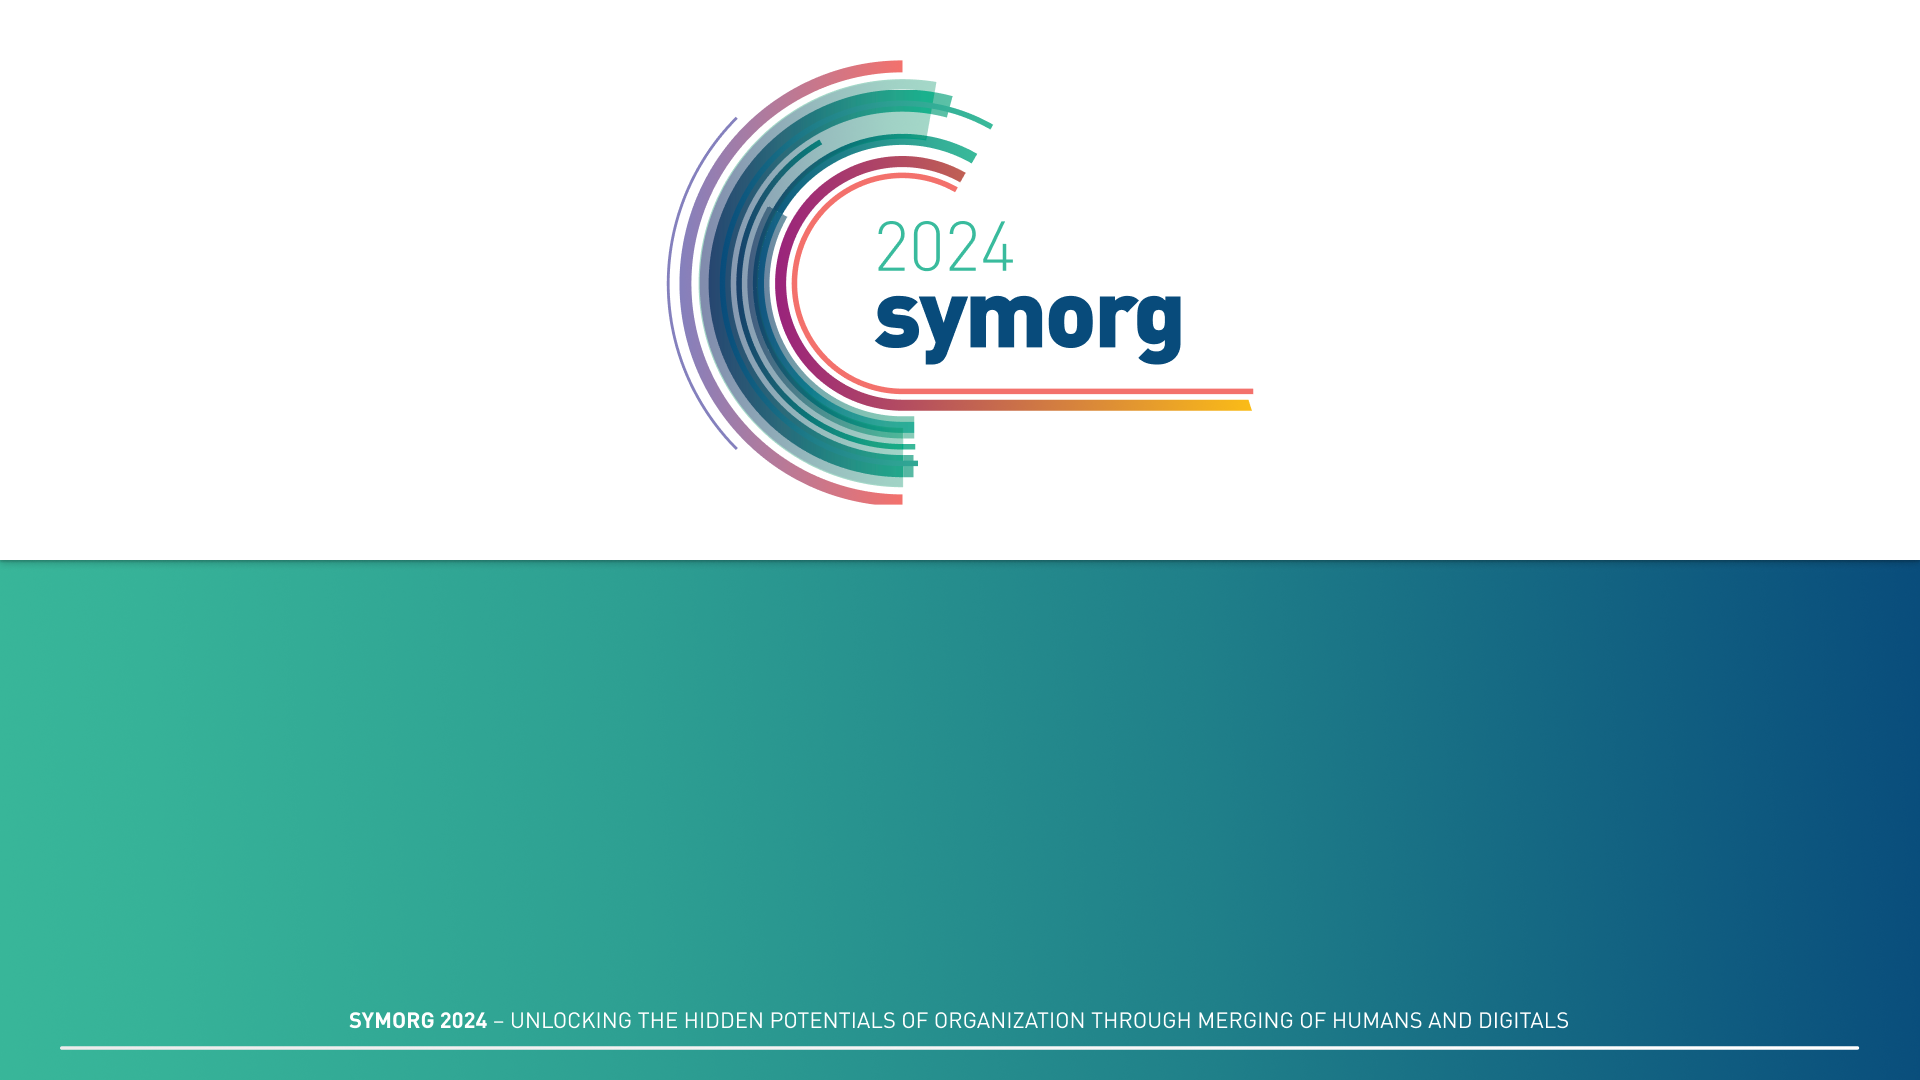 2024
symorg
SYMORG 2024 – UNLOCKING THE HIDDEN POTENTIALS OF ORGANIZATION THROUGH MERGING OF HUMANS AND DIGITALS